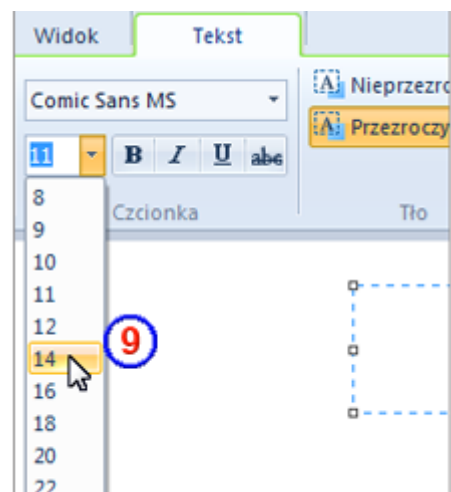 Widok Tekst
Comic Sans MS
A Nieprzezro
A Przezroczy
11 B I U abc
Czcionka Tło
8
9
10
11
12
14
9
16
18
20
22